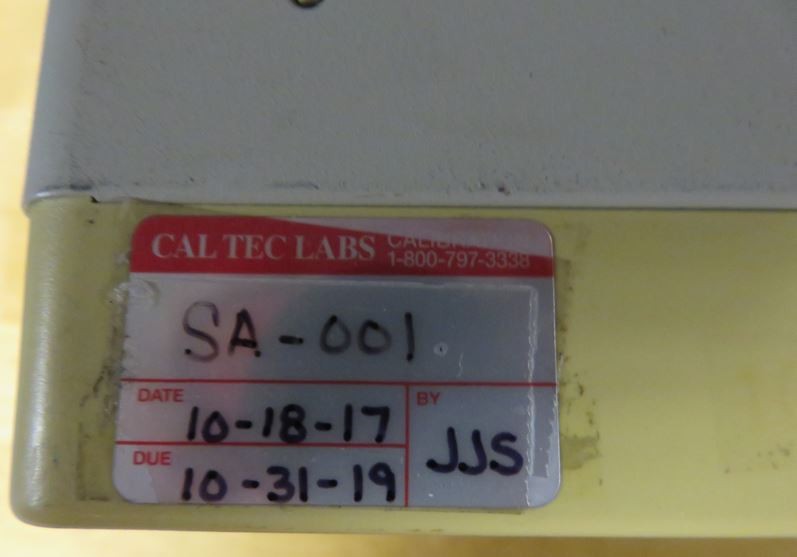 CAL TEC LABS
1-800-797-3338
SA-001
DATE
10-18-17
BY
JJS
DUE
10-31-19